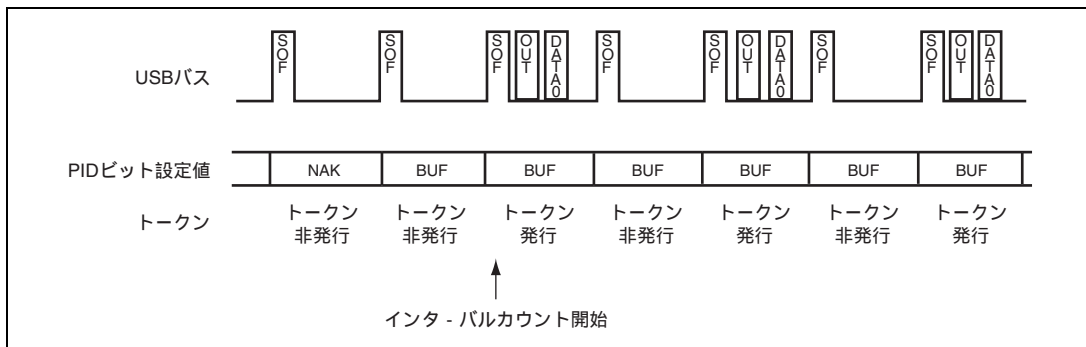 USBバス
SOF SOF SOF OUT DATA0 SOF SOF OUT DATA0 SOF SOF OUT DATA0
PIDビット設定値 NAK BUF BUF BUF BUF BUF BUF
トークン トークン トークン トークン トークン トークン トークン トークン
非発行 非発行 発行 非発行 発行 非発行 発行
インタ - バルカウント開始